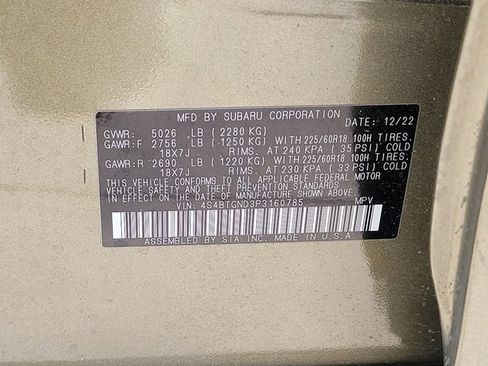 MFD BY SUBARU CORPORATION DATE: 12/22
GVWR: 5026 LB (2280 KG)
GAWR:F 2756 LB (1250 KG) WITH 225/60R18 100H TIRES.
18X7J RIMS. AT 240 KPA (35 PSI) COLD
GAWR:R 2690 LB (1220 KG) WITH 225/60R18 100H TIRES.
18X7J RIMS. AT 230 KPA (33 PSI) COLD
THIS VEHICLE CONFORMS TO ALL APPLICABLE FEDERAL MOTOR
VEHICLE SAFETY STANDARDS IN EFFECT
ON THE DATE OF MANUFACTURE SHOWN ABOVE.
VIN: 4S4BTGND3P3160785 MPV
ASSEMBLED BY SIA INC. MADE IN U.S.A.